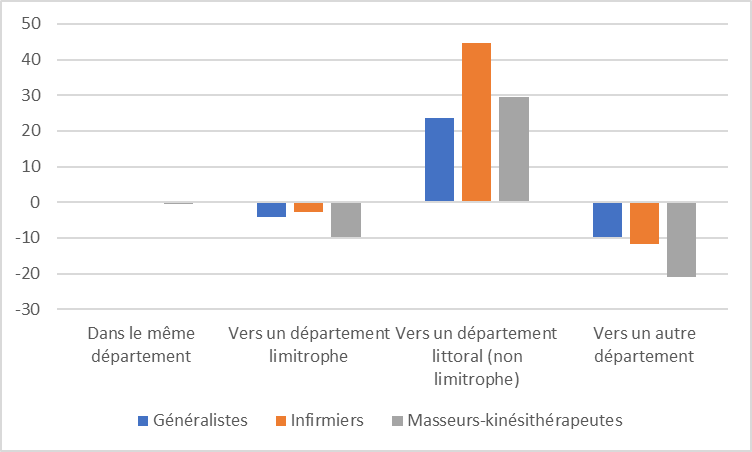 50
40
30
20
10
0
-10
-20
-30
Dans le même
département
Vers un département
limitrophe
Vers un département
littoral (non
limitrophe)
Vers un autre
département
Généralistes Infirmiers Masseurs-kinésithérapeutes